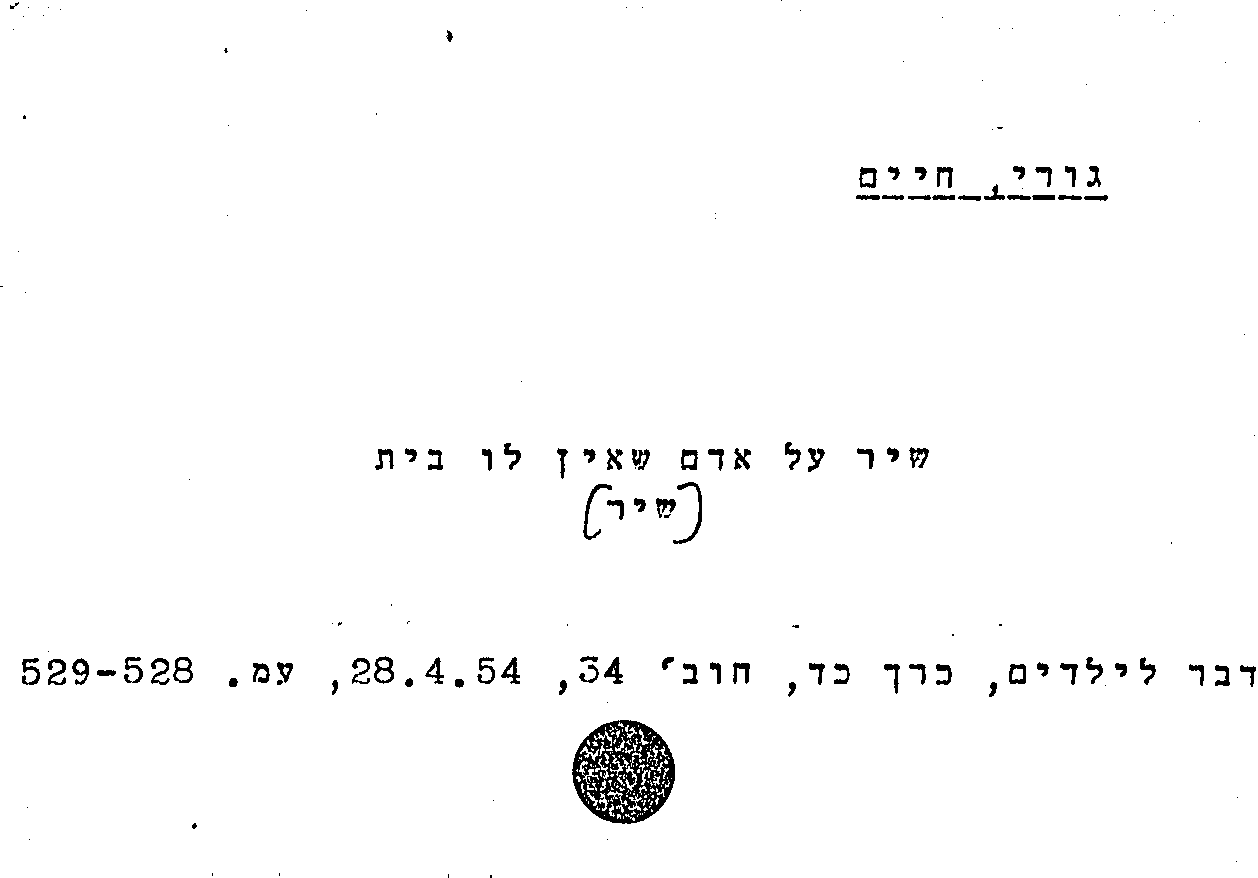 גורי, חיים
שיר על אדם שאין לו בית
(שיר)
דבר לילדים, כרך כד, חוב' 34, 28.4.54, עמ. 529-528